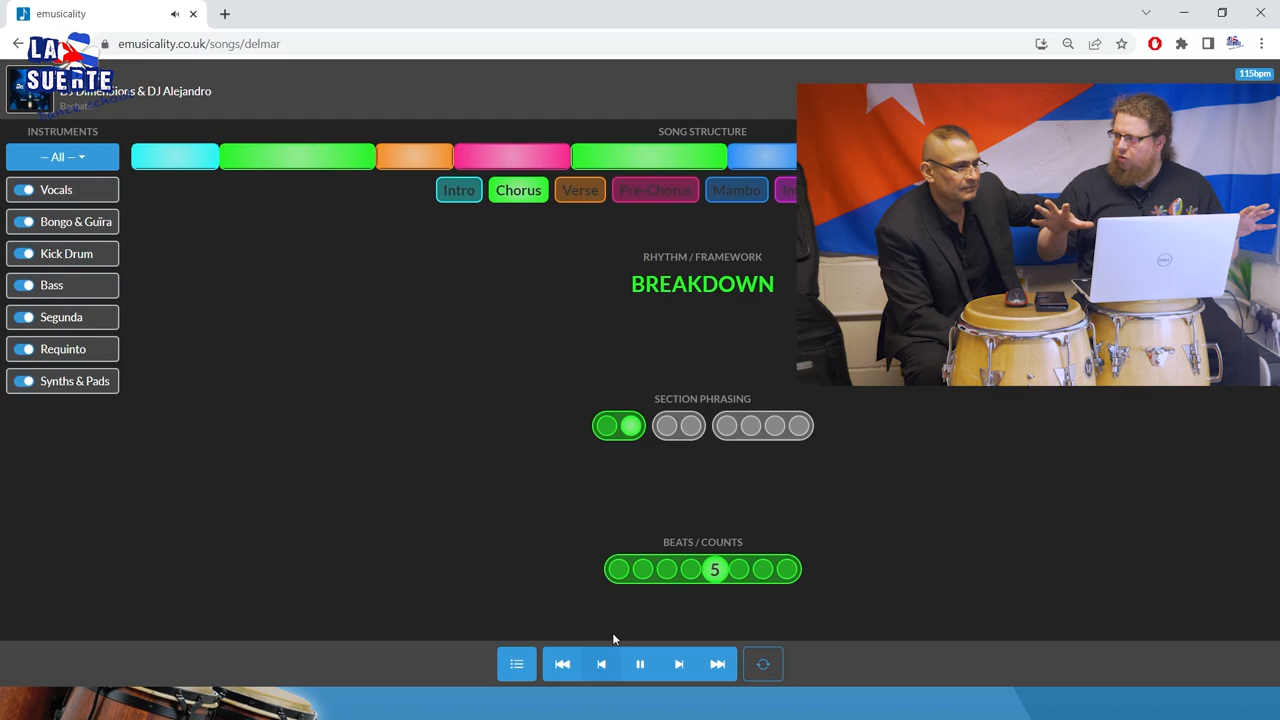 emusicality
emusicality.co.uk/songs/delmar
LA
SUERTE
& DJ Alejandro
115bpm
INSTRUMENTS
SONG STRUCTURE
-- All --
Vocals
Intro
Chorus
Verse
Pre-Chorus
Mambo
Bongo & Guïra
Kick Drum
RHYTHM / FRAMEWORK
BREAKDOWN
Bass
Segunda
Requinto
Synths & Pads
SECTION PHRASING
BEATS / COUNTS
5
DELL